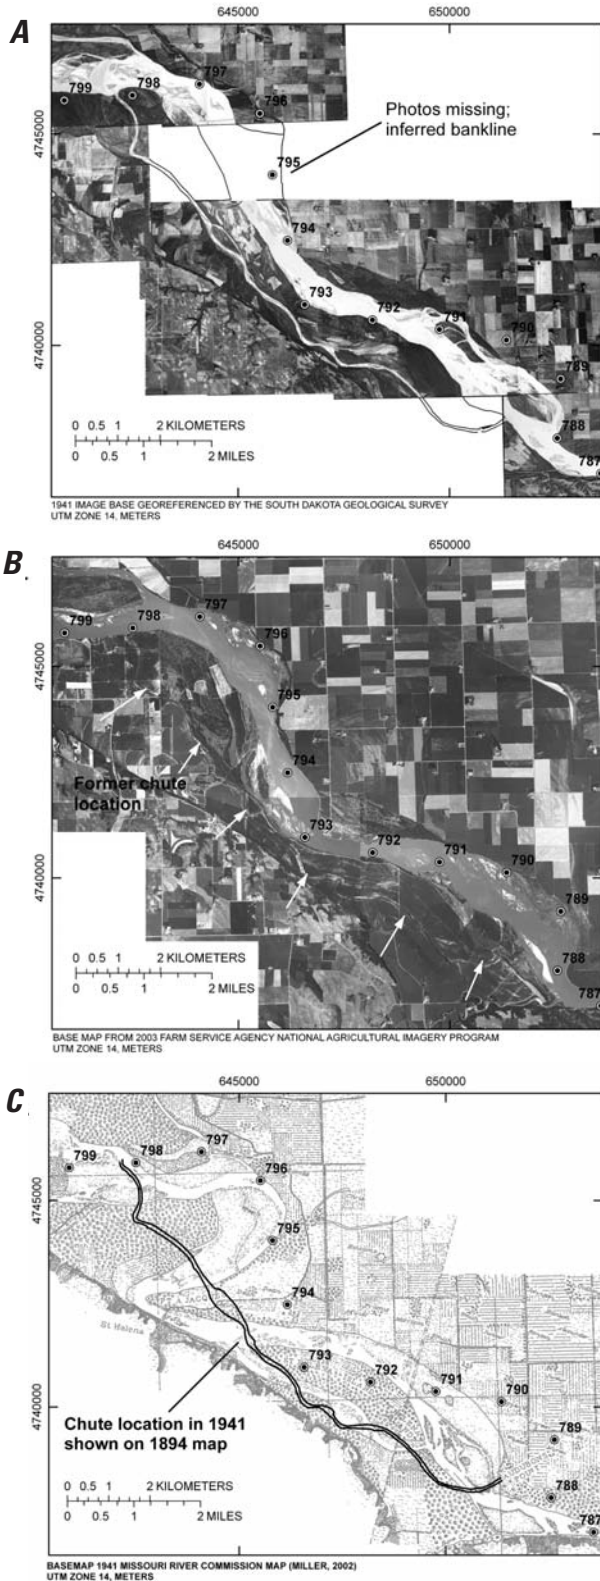 A
645000
650000
4745000
4740000
799
798
797
796
795
794
793
792
791
790
789
788
787
Photos missing;
inferred bankline
0 0.5 1 2 KILOMETERS
0 0.5 1 2 MILES
1941 IMAGE BASE GEOREFERENCED BY THE SOUTH DAKOTA GEOLOGICAL SURVEY
UTM ZONE 14, METERS
B
645000
650000
4745000
4740000
799
798
797
796
795
794
793
792
791
790
789
788
787
Former chute
location
0 0.5 1 2 KILOMETERS
0 0.5 1 2 MILES
BASE MAP FROM 2003 FARM SERVICE AGENCY NATIONAL AGRICULTURAL IMAGERY PROGRAM
UTM ZONE 14, METERS
C
645000
650000
4745000
4740000
799
798
797
796
795
794
793
792
791
790
789
788
787
St Helena
Chute location in 1941
shown on 1894 map
0 0.5 1 2 KILOMETERS
0 0.5 1 2 MILES
BASEMAP 1941 MISSOURI RIVER COMMISSION MAP (MILLER, 2002)
UTM ZONE 14, METERS